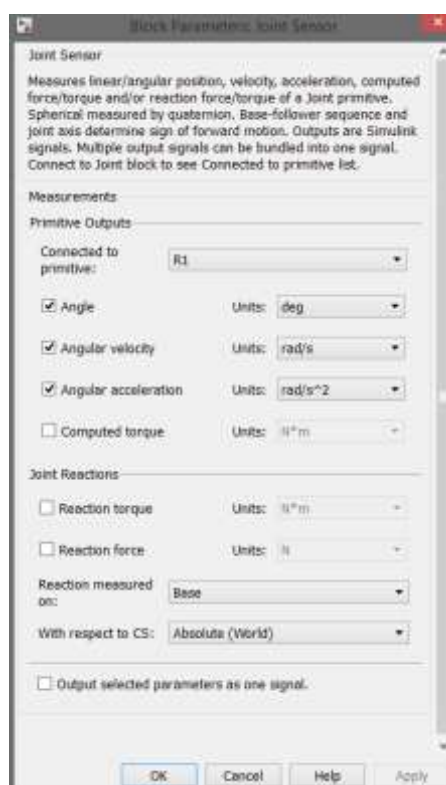 Block Parameters: Joint Sensor
Joint Sensor
Measures linear/angular position, velocity, acceleration, computed
force/torque and/or reaction force/torque of a Joint primitive.
Spherical measured by quaternion. Base-follower sequence and
joint axis determine sign of forward motion. Outputs are Simulink
signals. Multiple output signals can be bundled into one signal.
Connect to Joint block to see Connected to primitive list.
Measurements
Primitive Outputs
Connected to
primitive: R1
Angle Units: deg
Angular velocity Units: rad/s
Angular acceleration Units: rad/s^2
Computed torque Units: N*m
Joint Reactions
Reaction torque Units: N*m
Reaction force Units: N
Reaction measured
on: Base
With respect to CS: Absolute (World)
Output selected parameters as one signal.
OK Cancel Help Apply